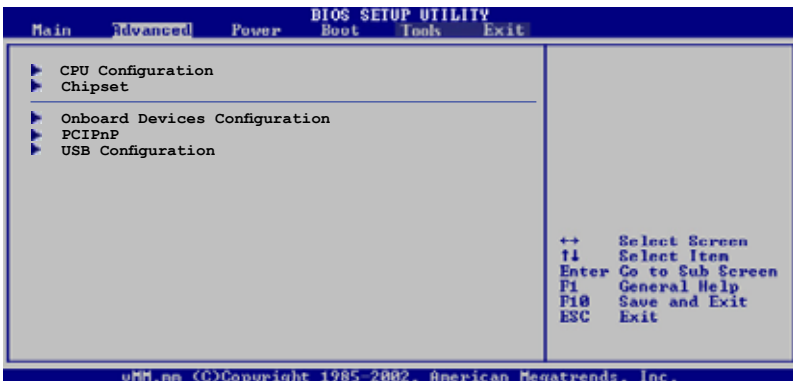 BIOS SETUP UTILITY
Main Advanced Power Boot Tools Exit
CPU Configuration
Chipset
Onboard Devices Configuration
PCIPnP
USB Configuration
←→ Select Screen
↑↓ Select Item
Enter Go to Sub Screen
F1 General Help
F10 Save and Exit
ESC Exit
vMM.nn (C)Copyright 1985-2002, American Megatrends, Inc.